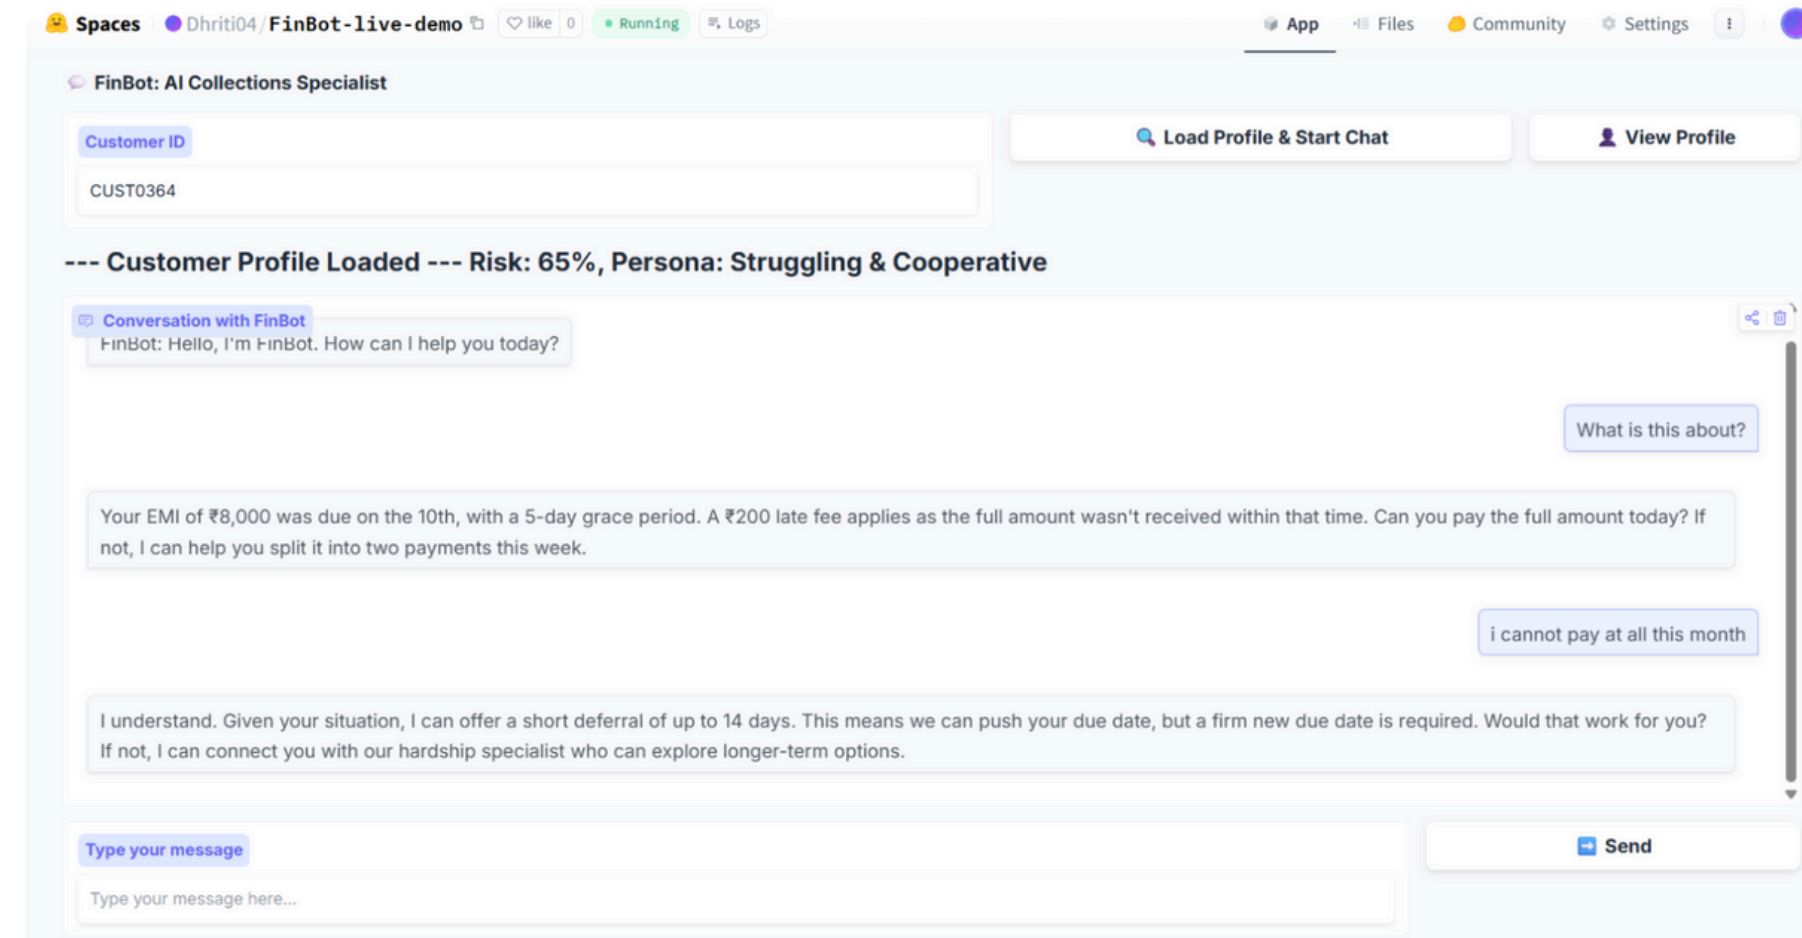 Spaces Dhriti04/FinBot-live-demo like 0 Running Logs App Files Community Settings
FinBot: AI Collections Specialist
Customer ID
CUST0364
Load Profile & Start Chat
View Profile
--- Customer Profile Loaded --- Risk: 65%, Persona: Struggling & Cooperative
Conversation with FinBot
FinBot: Hello, I'm FinBot. How can I help you today?
What is this about?
Your EMI of ₹8,000 was due on the 10th, with a 5-day grace period. A ₹200 late fee applies as the full amount wasn't received within that time. Can you pay the full amount today? If
not, I can help you split it into two payments this week.
i cannot pay at all this month
I understand. Given your situation, I can offer a short deferral of up to 14 days. This means we can push your due date, but a firm new due date is required. Would that work for you?
If not, I can connect you with our hardship specialist who can explore longer-term options.
Type your message
Send
Type your message here...